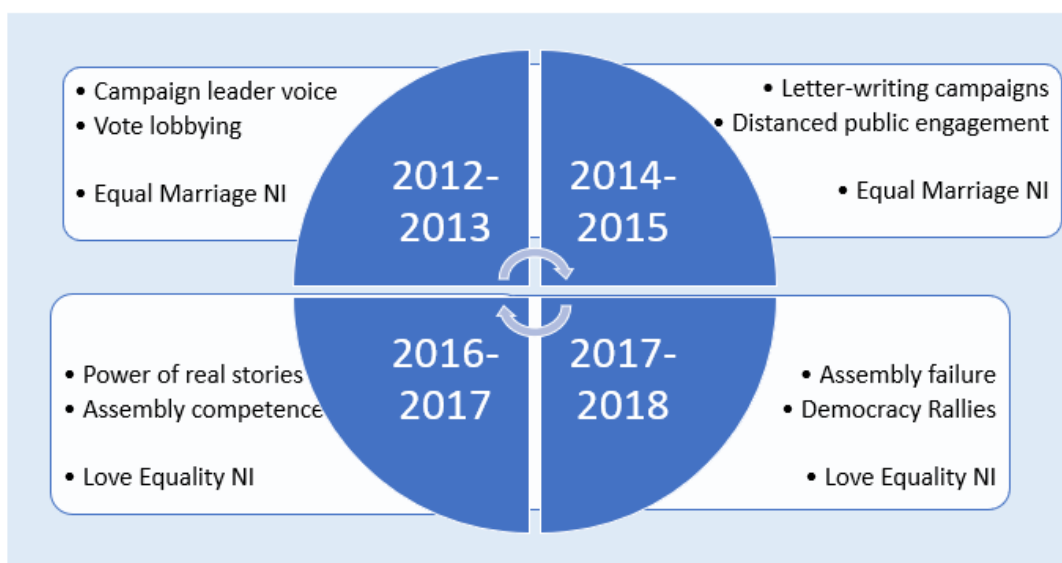 • Campaign leader voice
• Vote lobbying
• Equal Marriage NI
2012-
2013
2014-
2015
• Letter-writing campaigns
• Distanced public engagement
• Equal Marriage NI
• Power of real stories
• Assembly competence
• Love Equality NI
2016-
2017
2017-
2018
• Assembly failure
• Democracy Rallies
• Love Equality NI